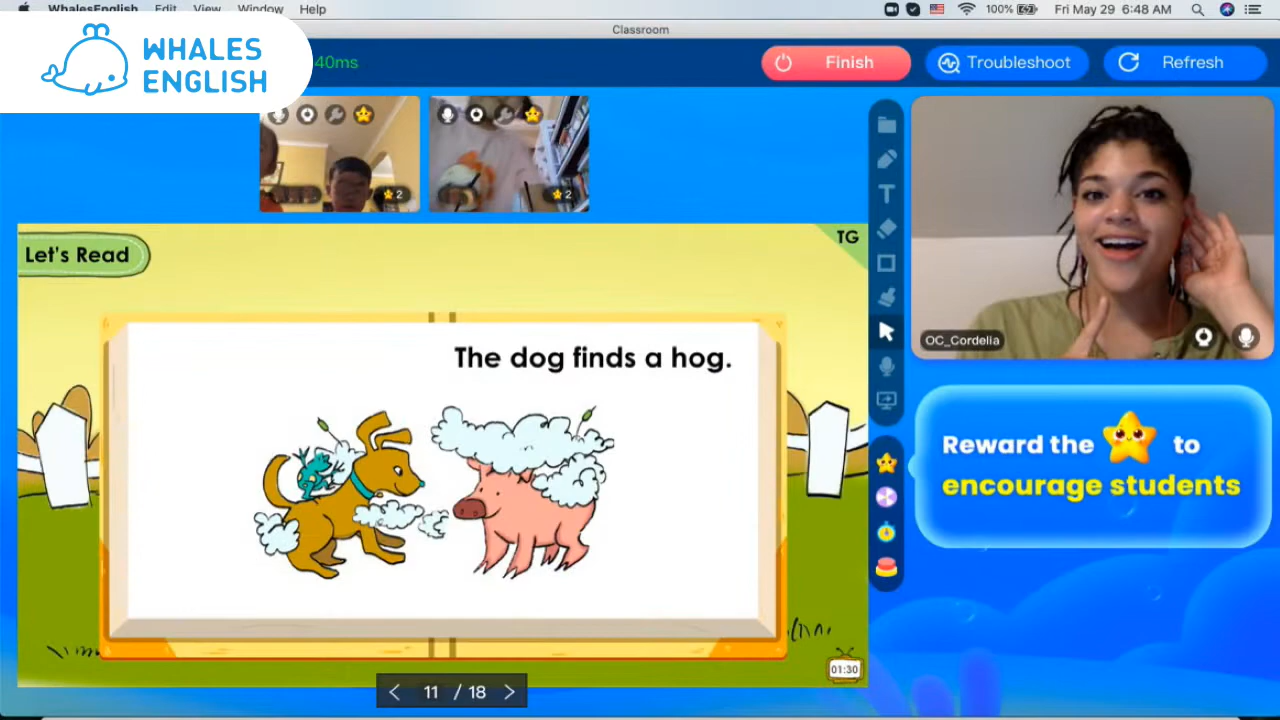 WhalesEnglish Edit View Window Help 100% Fri May 29 6:48 AM
Classroom
WHALES
ENGLISH
40ms
Finish
Troubleshoot
Refresh
2
2
Let's Read
TG
T
OC_Cordelia
The dog finds a hog.
Reward the to
encourage students
01:30
< 11 / 18 >